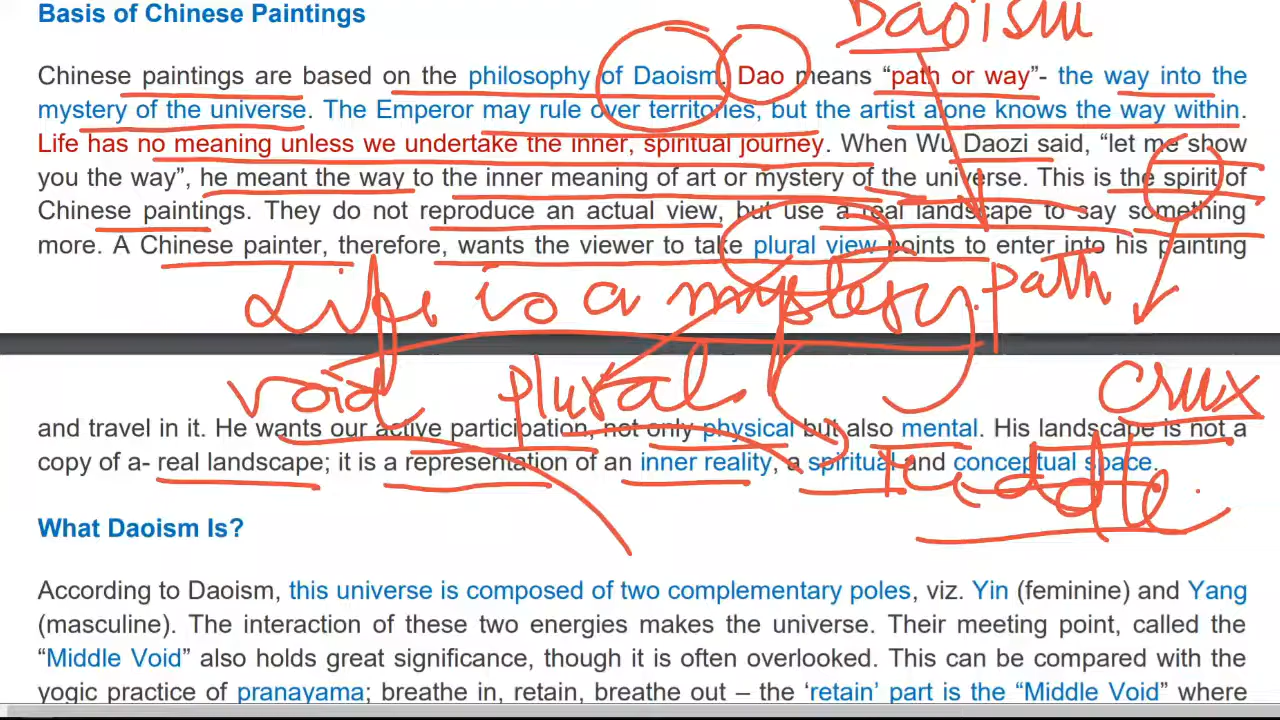 Basis of Chinese Paintings
Daoism
Chinese paintings are based on the philosophy of Daoism. Dao means “path or way”- the way into the
mystery of the universe. The Emperor may rule over territories, but the artist alone knows the way within.
Life has no meaning unless we undertake the inner, spiritual journey. When Wu Daozi said, “let me show
you the way”, he meant the way to the inner meaning of art or mystery of the universe. This is the spirit of
Chinese paintings. They do not reproduce an actual view, but use a real landscape to say something
more. A Chinese painter, therefore, wants the viewer to take plural view points to enter into his painting
Life is a mystery. path
void plural crux
and travel in it. He wants our active participation, not only physical but also mental. His landscape is not a
copy of a- real landscape; it is a representation of an inner reality, a spiritual and conceptual space.
riddle
What Daoism Is?
According to Daoism, this universe is composed of two complementary poles, viz. Yin (feminine) and Yang
(masculine). The interaction of these two energies makes the universe. Their meeting point, called the
“Middle Void” also holds great significance, though it is often overlooked. This can be compared with the
yogic practice of pranayama; breathe in, retain, breathe out – the ‘retain’ part is the “Middle Void” where